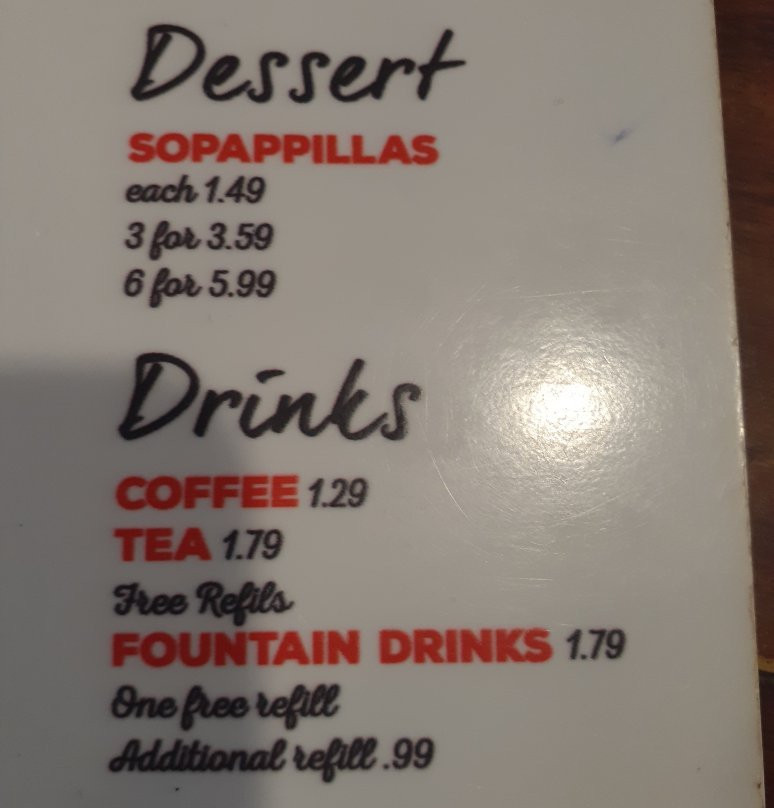 Dessert
SOPAPPILLAS
each 1.49
3 for 3.59
6 for 5.99
Drinks
COFFEE 1.29
TEA 1.79
Free Refils
FOUNTAIN DRINKS 1.79
One free refill
Additional refill .99